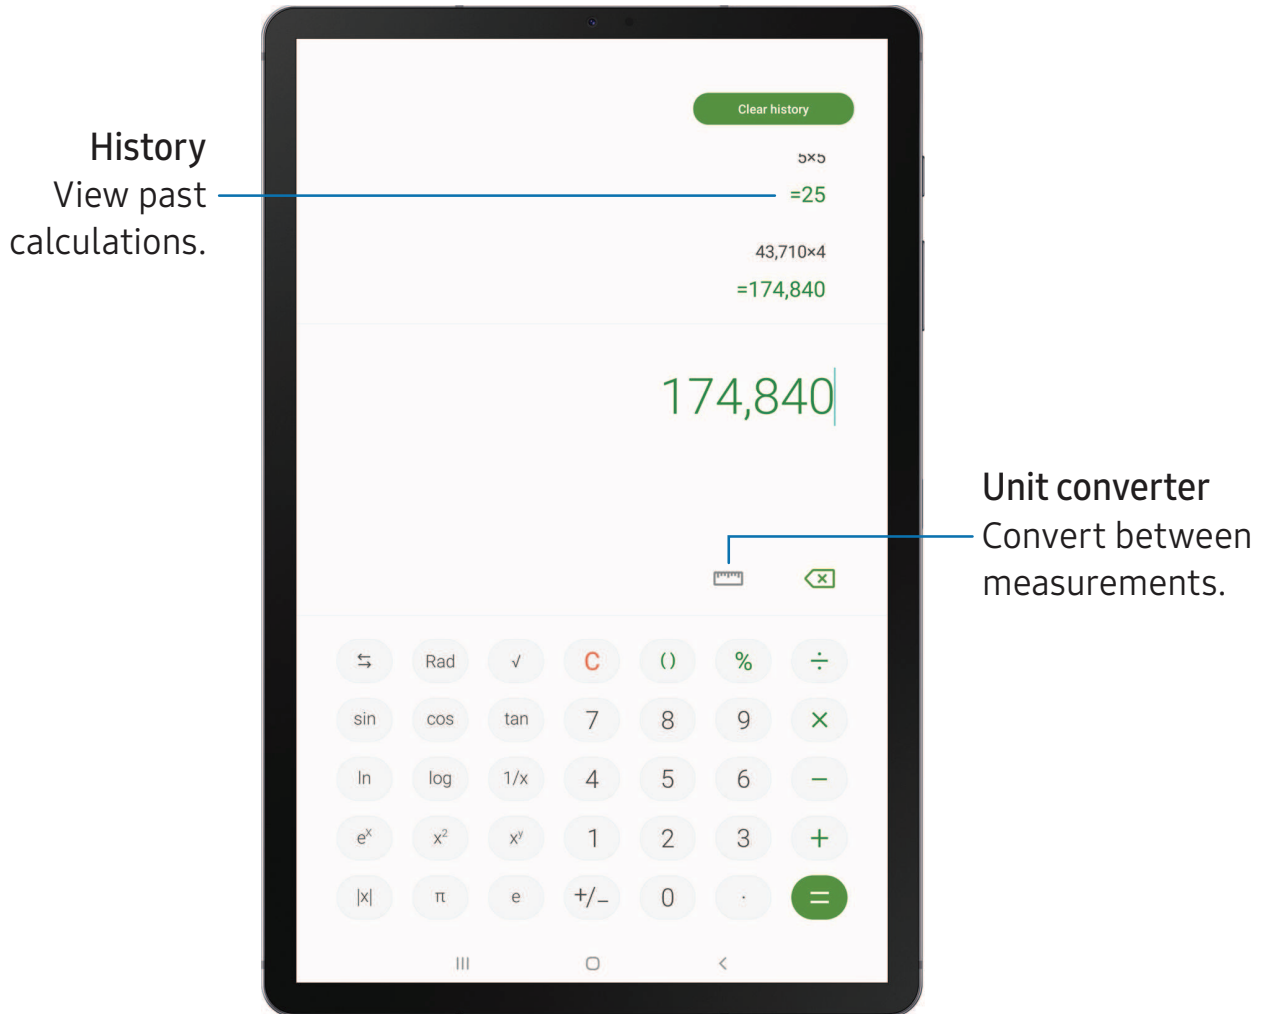 Clear history
History
View past
calculations.
5×5
=25
43,710×4
=174,840
174,840
Unit converter
Convert between
measurements.
⇆ Rad √ C () % ÷
sin cos tan 7 8 9 ×
ln log 1/x 4 5 6 −
eˣ x² xʸ 1 2 3 +
|x| π e +/− 0 . =